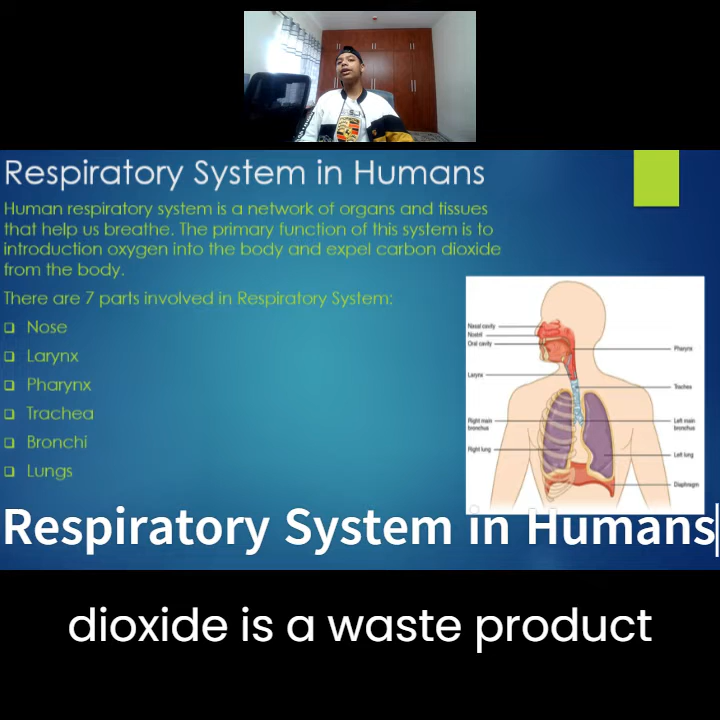 Respiratory System in Humans
Human respiratory system is a network of organs and tissues
that help us breathe. The primary function of this system is to
introduction oxygen into the body and expel carbon dioxide
from the body.
There are 7 parts involved in Respiratory System:
Nose
Larynx
Pharynx
Trachea
Bronchi
Lungs
Nasal cavity
Nostril
Oral cavity
Pharynx
Larynx
Trachea
Right main
bronchus
Left main
bronchus
Right lung
Left lung
Diaphragm
Respiratory System in Humans
dioxide is a waste product